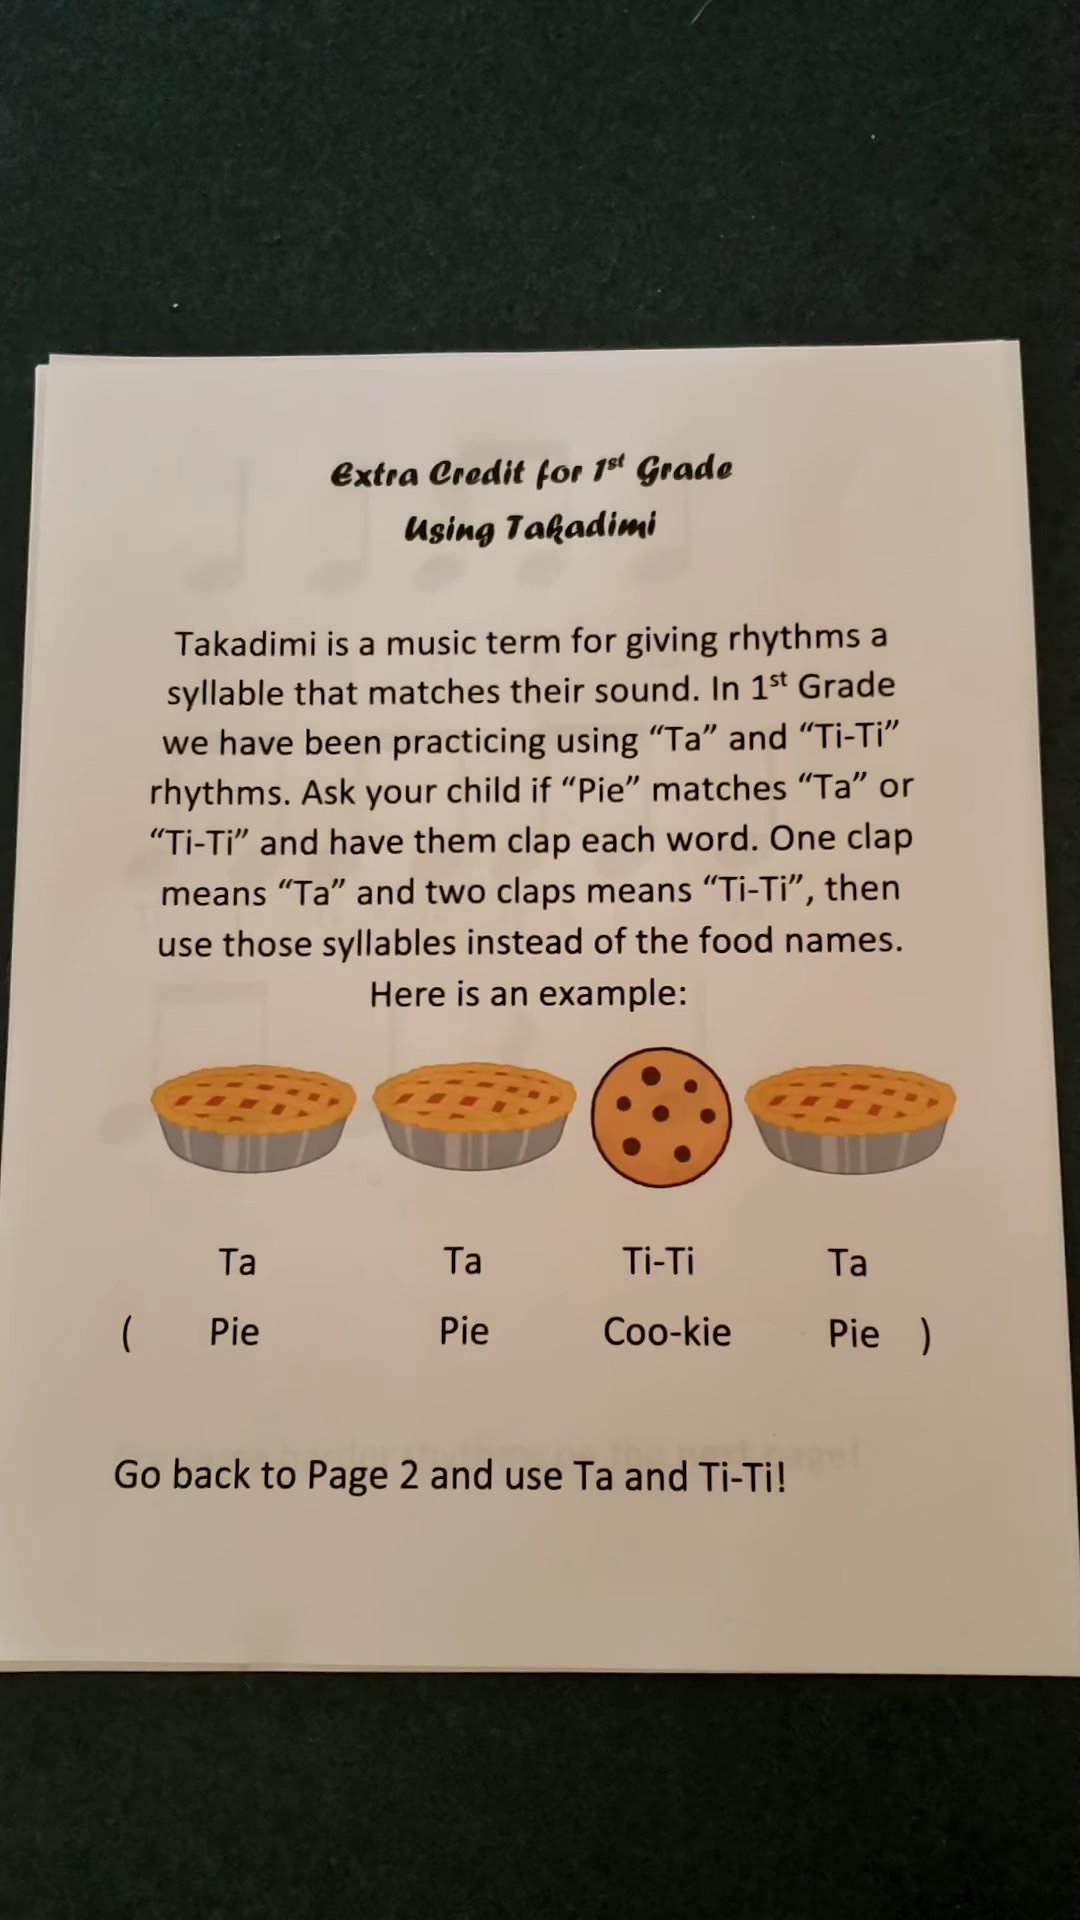 Extra Credit for 1st Grade
Using Takadimi
Takadimi is a music term for giving rhythms a
syllable that matches their sound. In 1st Grade
we have been practicing using “Ta” and “Ti-Ti”
rhythms. Ask your child if “Pie” matches “Ta” or
“Ti-Ti” and have them clap each word. One clap
means “Ta” and two claps means “Ti-Ti”, then
use those syllables instead of the food names.
Here is an example:
Ta Ta Ti-Ti Ta
( Pie Pie Coo-kie Pie )
Go back to Page 2 and use Ta and Ti-Ti!